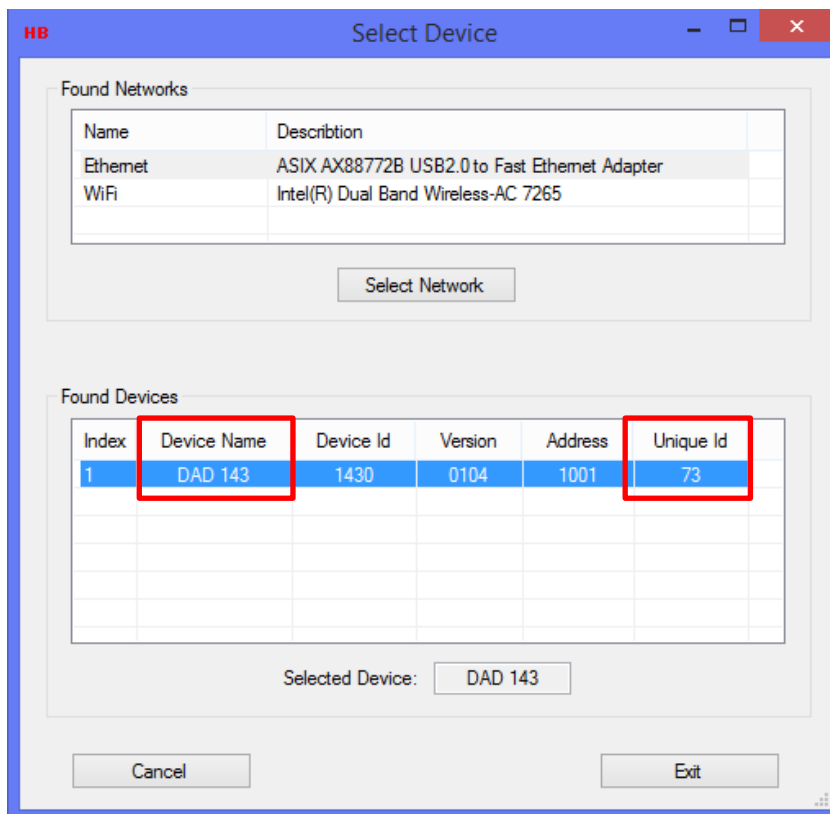 HB Select Device
Found Networks
Name Describtion
Ethernet ASIX AX88772B USB2.0 to Fast Ethernet Adapter
WiFi Intel(R) Dual Band Wireless-AC 7265
Select Network
Found Devices
Index Device Name Device Id Version Address Unique Id
1 DAD 143 1430 0104 1001 73
Selected Device: DAD 143
Cancel Exit